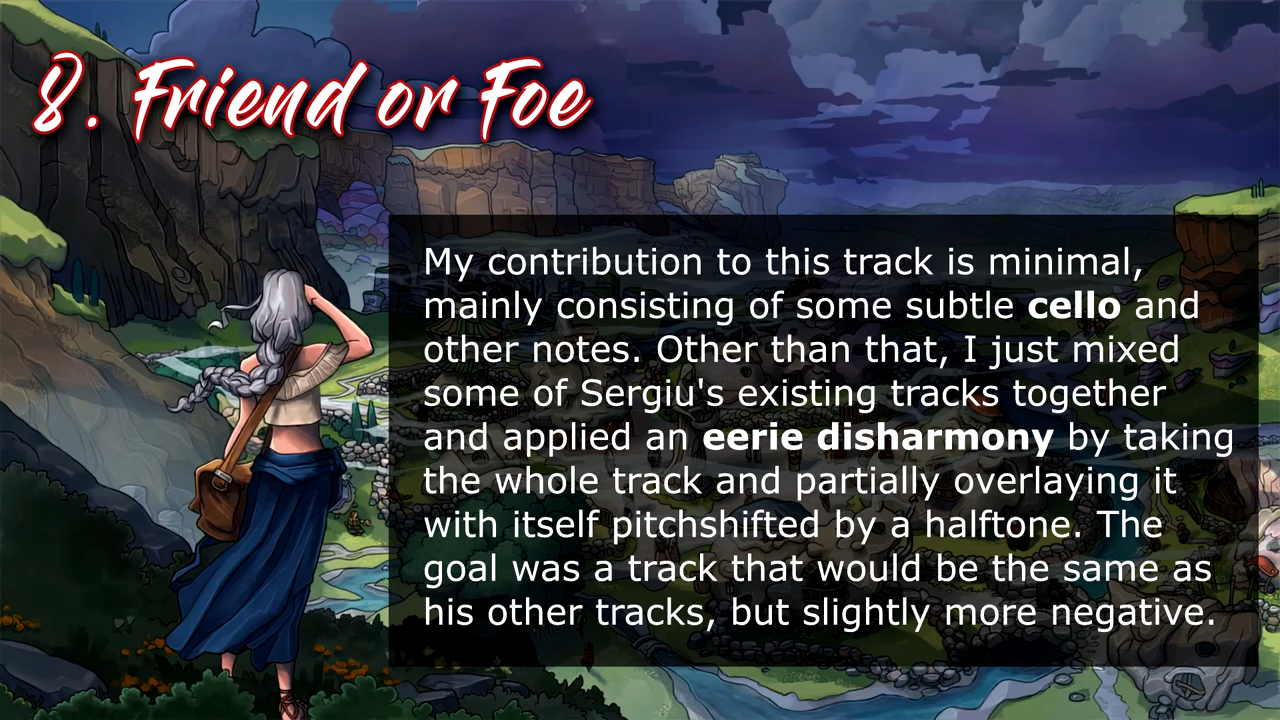 8. Friend or Foe
My contribution to this track is minimal,
mainly consisting of some subtle cello and
other notes. Other than that, I just mixed
some of Sergiu's existing tracks together
and applied an eerie disharmony by taking
the whole track and partially overlaying it
with itself pitchshifted by a halftone. The
goal was a track that would be the same as
his other tracks, but slightly more negative.